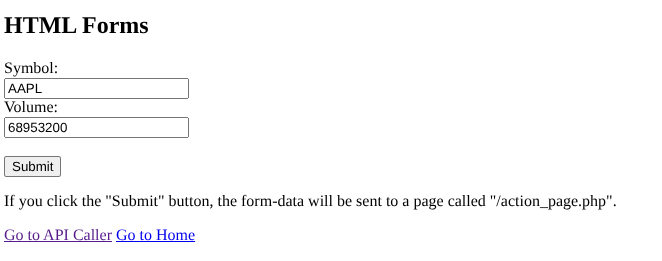 HTML Forms
Symbol:
AAPL
Volume:
68953200
Submit
If you click the "Submit" button, the form-data will be sent to a page called "/action_page.php".
Go to API Caller Go to Home